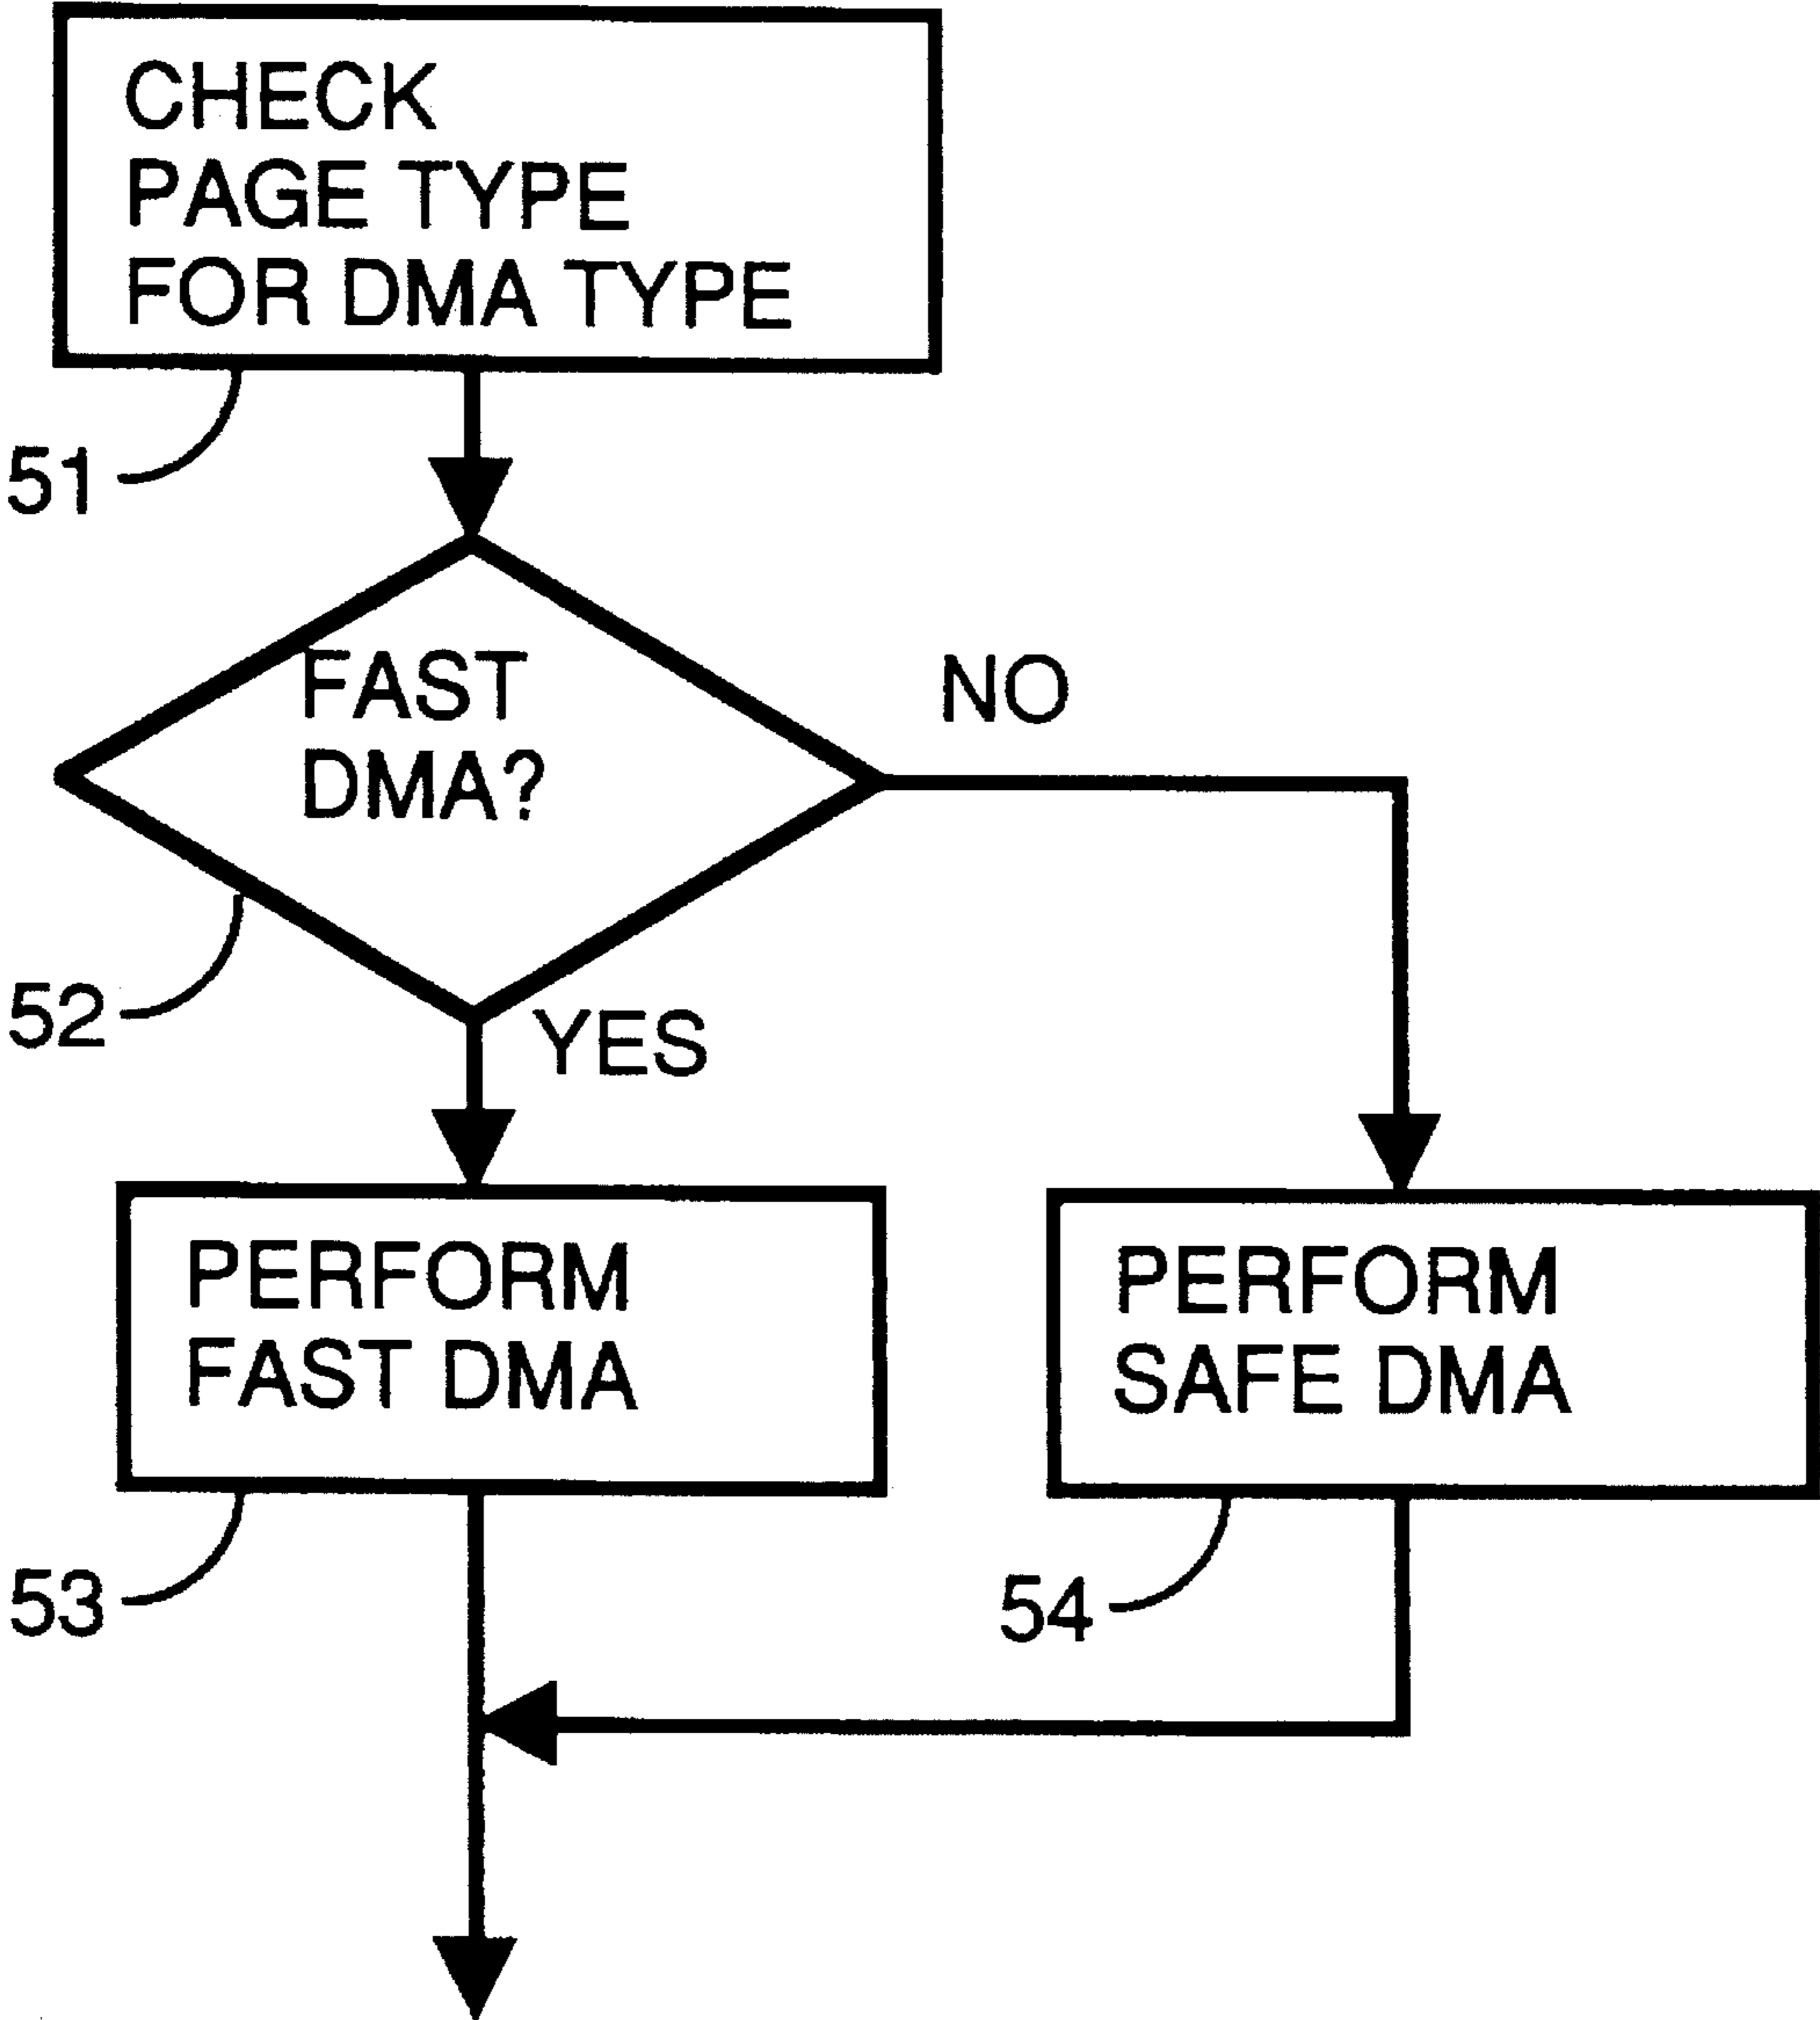 CHECK
PAGE TYPE
FOR DMA TYPE
51
FAST
DMA?
NO
52
YES
PERFORM
FAST DMA
PERFORM
SAFE DMA
53
54